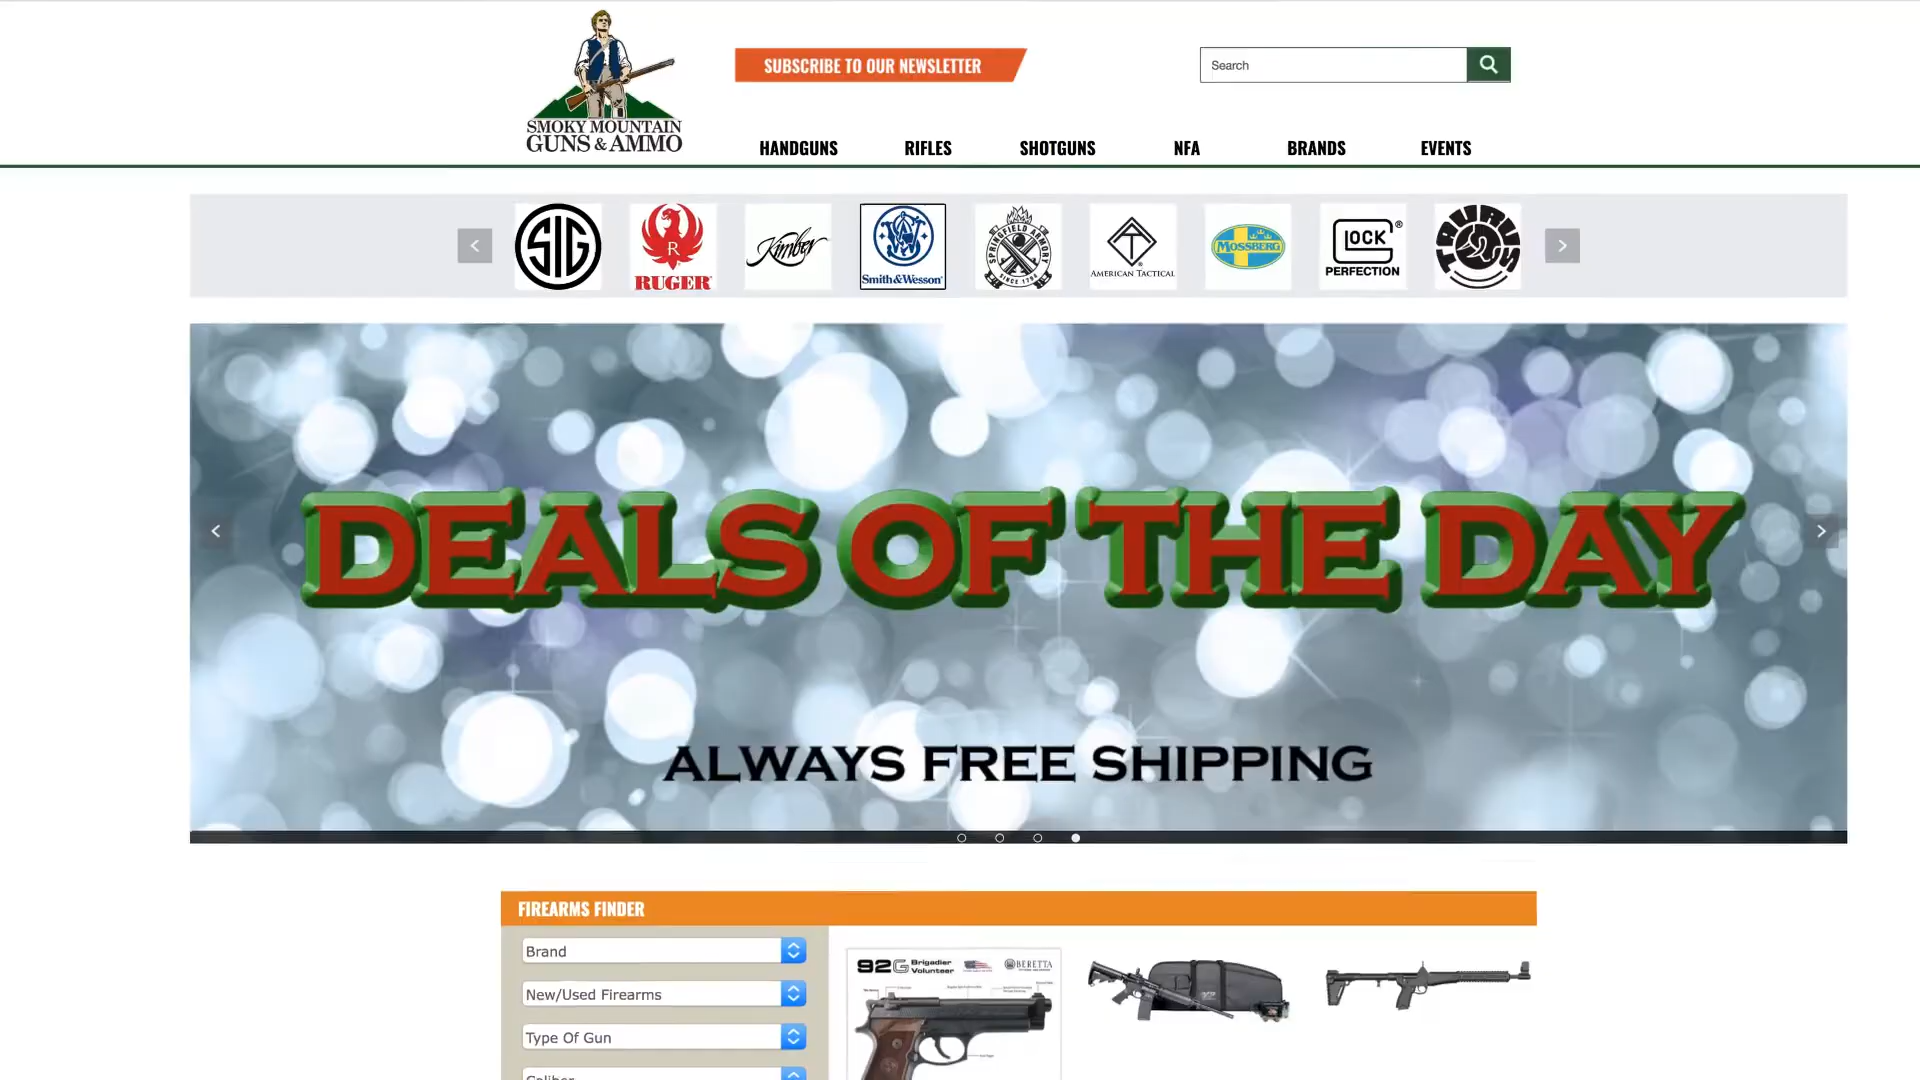 SUBSCRIBE TO OUR NEWSLETTER
Search
SMOKY MOUNTAIN
GUNS & AMMO
HANDGUNS
RIFLES
SHOTGUNS
NFA
BRANDS
EVENTS
SIG
R
RUGER
Kimber
Smith & Wesson
SPRINGFIELD ARMORY
SINCE 1794
AMERICAN TACTICAL
MOSSBERG
GLOCK
PERFECTION
TAURUS
DEALS OF THE DAY
ALWAYS FREE SHIPPING
FIREARMS FINDER
Brand
New/Used Firearms
Type Of Gun
Caliber
92G Brigadier
Volunteer
BERETTA